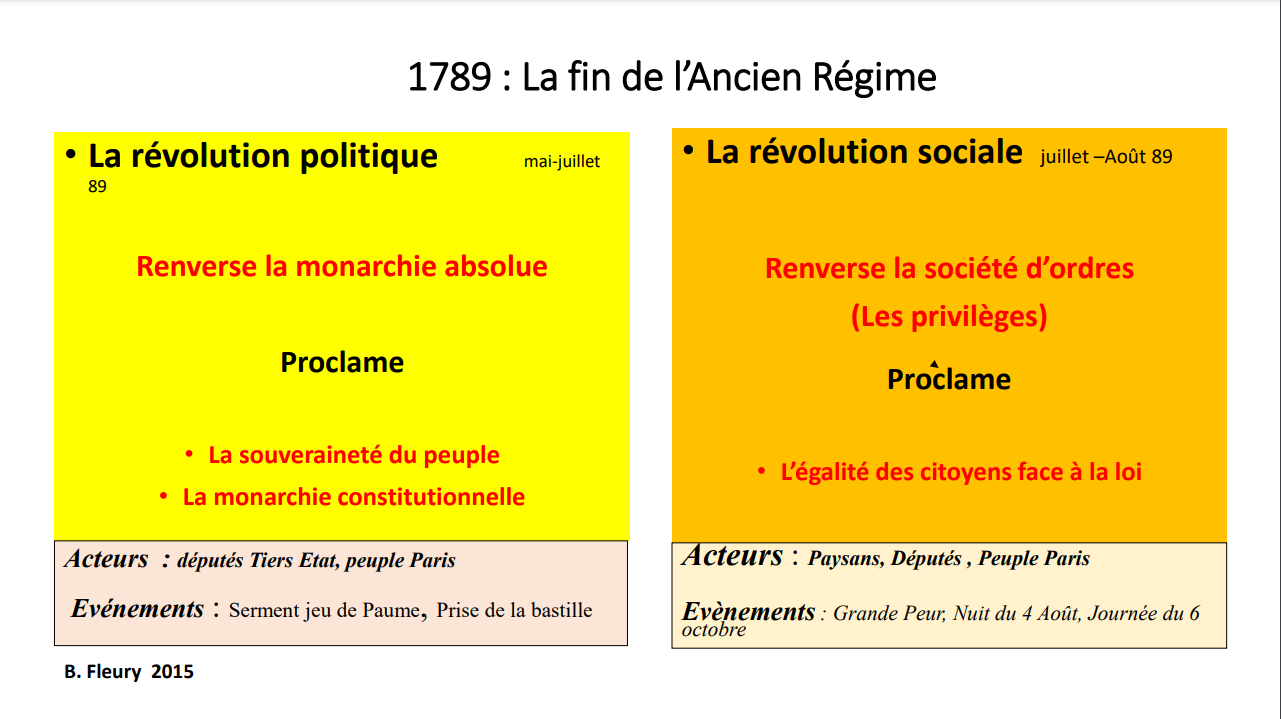 1789 : La fin de l’Ancien Régime
• La révolution politique mai-juillet
89
Renverse la monarchie absolue
Proclame
• La souveraineté du peuple
• La monarchie constitutionnelle
Acteurs : députés Tiers Etat, peuple Paris
Evénements : Serment jeu de Paume, Prise de la bastille
• La révolution sociale juillet –Août 89
Renverse la société d’ordres
(Les privilèges)
Proclame
• L’égalité des citoyens face à la loi
Acteurs : Paysans, Députés , Peuple Paris
Evènements : Grande Peur, Nuit du 4 Août, Journée du 6
octobre
B. Fleury 2015